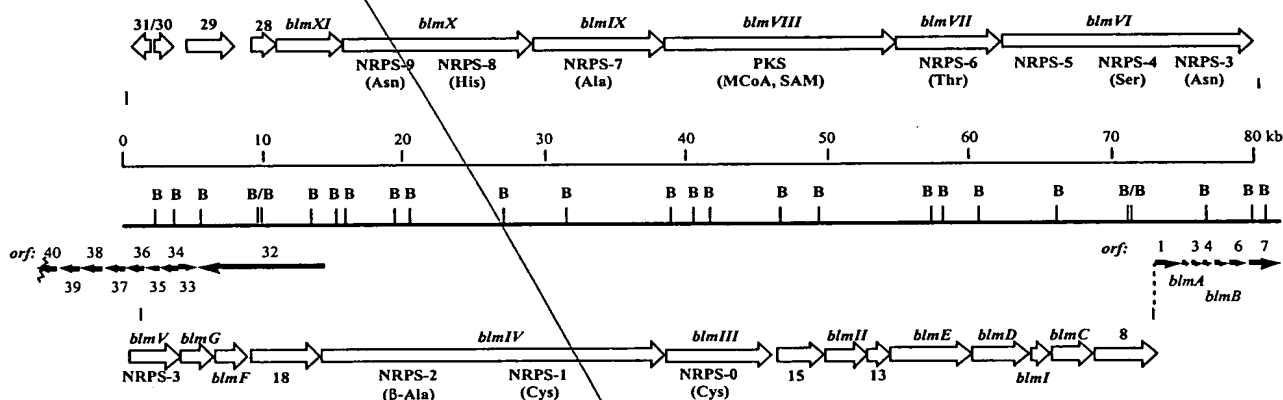 31/30 29 28 blmXI blmX blmIX blmVIII blmVII blmVI
NRPS-9 NRPS-8 NRPS-7 PKS NRPS-6 NRPS-5 NRPS-4 NRPS-3
(Asn) (His) (Ala) (MCoA, SAM) (Thr) (Ser) (Asn)
0 10 20 30 40 50 60 70 80 kb
B B B B/B B B B B B B B B B B B B B B B B B/B B B B
orf: 40 38 36 34 32 orf: 1 3 4 6 7
39 37 35 33 blmA
blmB
blmV blmG blmIV blmIII blmII blmE blmD blmC 8
NRPS-3 blmF 18 NRPS-2 NRPS-1 NRPS-0 15 13 blmI
(β-Ala) (Cys) (Cys)